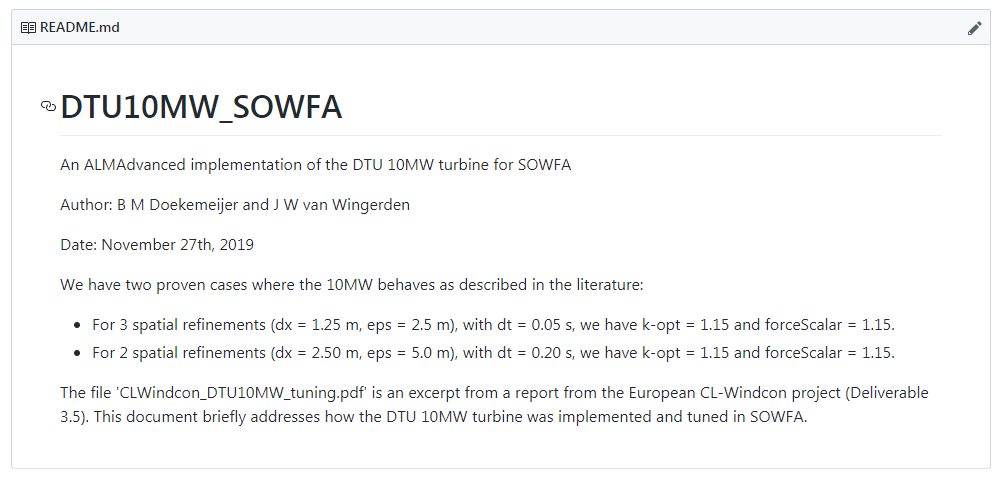 README.md
DTU10MW_SOWFA
An ALMAdvanced implementation of the DTU 10MW turbine for SOWFA
Author: B M Doekemeijer and J W van Wingerden
Date: November 27th, 2019
We have two proven cases where the 10MW behaves as described in the literature:
• For 3 spatial refinements (dx = 1.25 m, eps = 2.5 m), with dt = 0.05 s, we have k-opt = 1.15 and forceScalar = 1.15.
• For 2 spatial refinements (dx = 2.50 m, eps = 5.0 m), with dt = 0.20 s, we have k-opt = 1.15 and forceScalar = 1.15.
The file 'CLWindcon_DTU10MW_tuning.pdf' is an excerpt from a report from the European CL-Windcon project (Deliverable
3.5). This document briefly addresses how the DTU 10MW turbine was implemented and tuned in SOWFA.